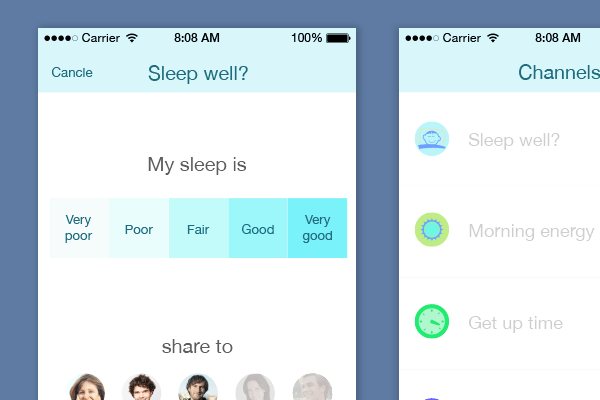 Carrier 8:08 AM 100%
Cancle Sleep well?
My sleep is
Very poor
Poor
Fair
Good
Very good
share to
Carrier 8:08 AM
Channels
Sleep well?
Morning energy
Get up time